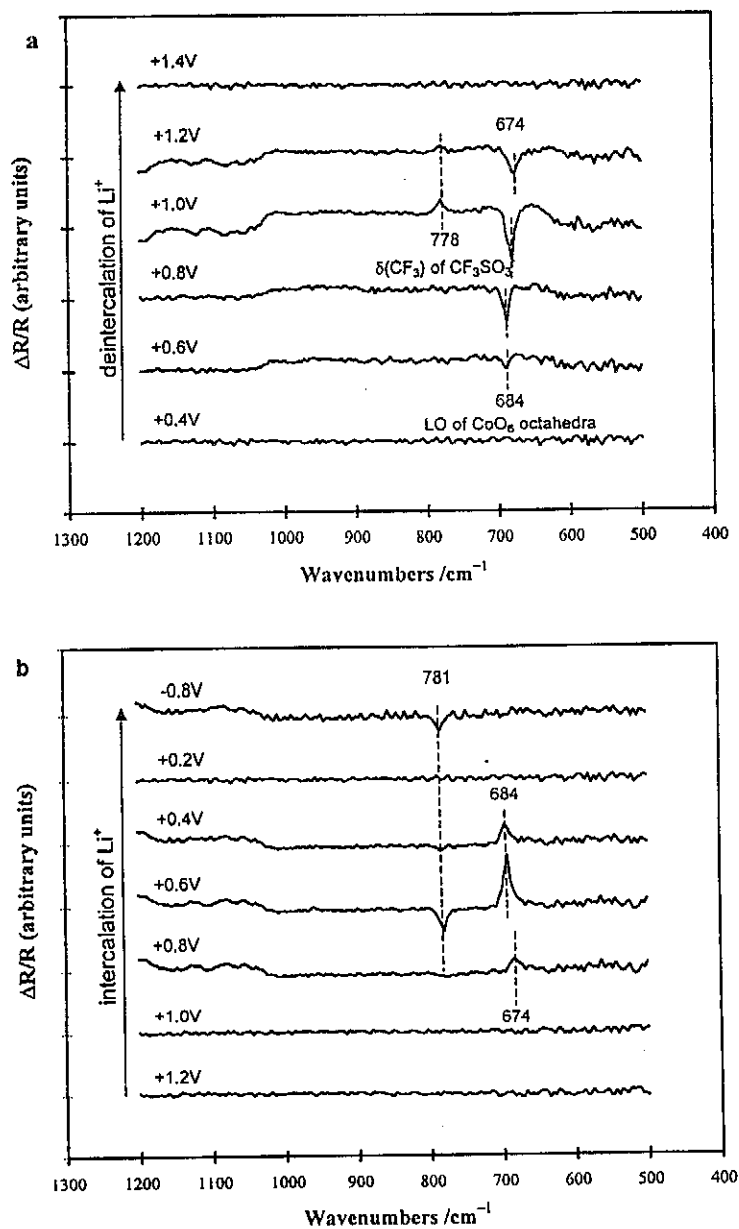 a
+1.4V
+1.2V
674
+1.0V
778
δ(CF₃) of CF₃SO₃⁻
+0.8V
+0.6V
684
LO of CoO₆ octahedra
+0.4V
ΔR/R (arbitrary units)
deintercalation of Li⁺
1300 1200 1100 1000 900 800 700 600 500 400
Wavenumbers /cm⁻¹
b
-0.8V
781
+0.2V
684
+0.4V
+0.6V
+0.8V
674
+1.0V
+1.2V
ΔR/R (arbitrary units)
intercalation of Li⁺
1300 1200 1100 1000 900 800 700 600 500 400
Wavenumbers /cm⁻¹